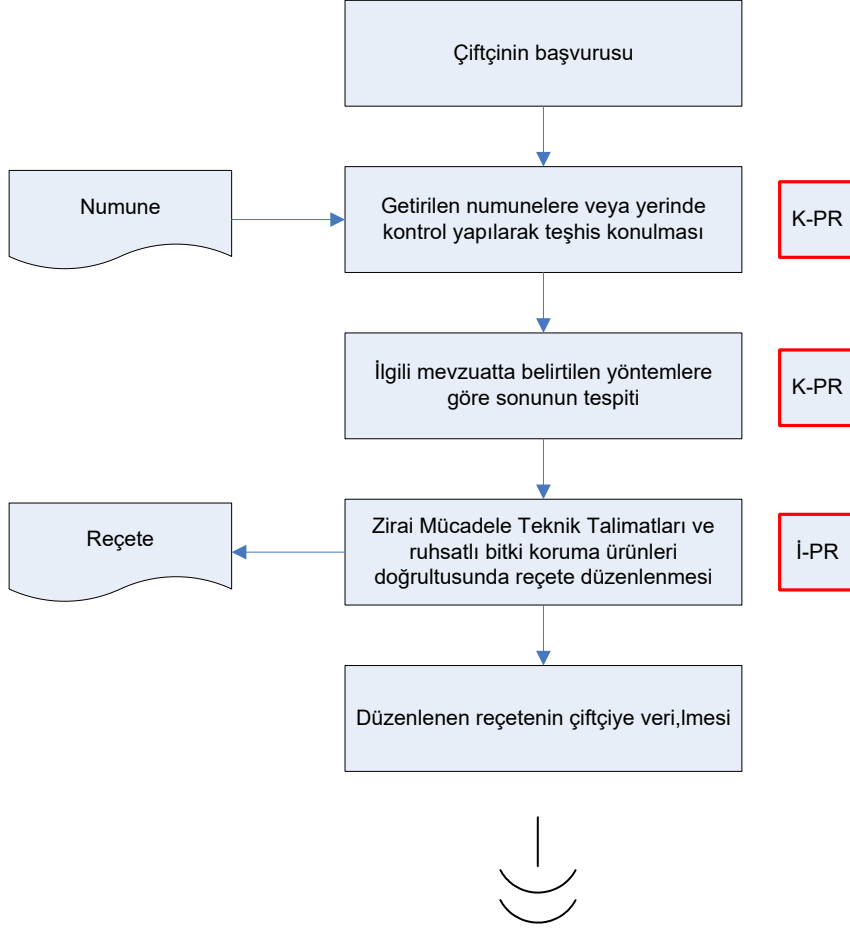 Çiftçinin başvurusu
Numune
Getirilen numunelere veya yerinde
kontrol yapılarak teşhis konulması
K-PR
İlgili mevzuatta belirtilen yöntemlere
göre sonunun tespiti
K-PR
Reçete
Zirai Mücadele Teknik Talimatları ve
ruhsatlı bitki koruma ürünleri
doğrultusunda reçete düzenlenmesi
İ-PR
Düzenlenen reçetenin çiftçiye veri,lmesi